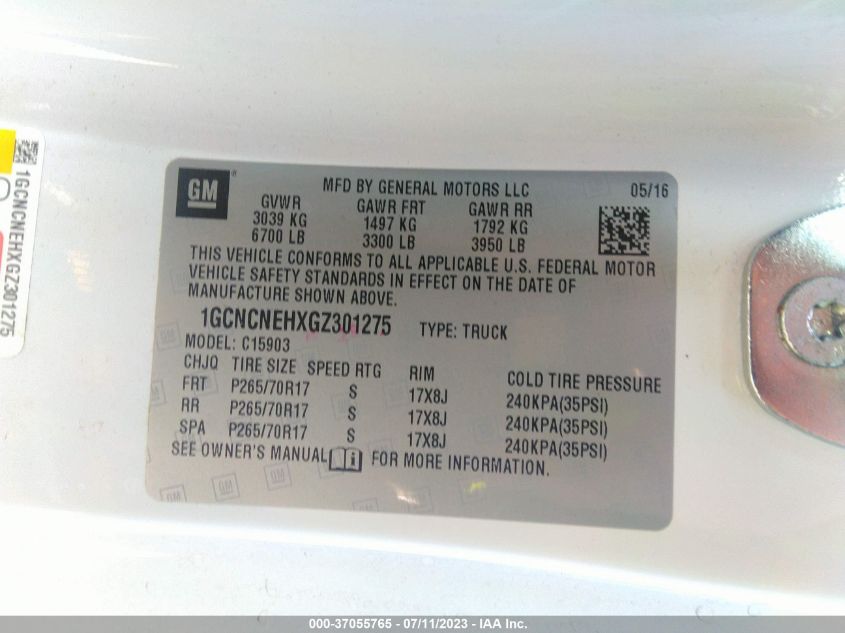 GM
MFD BY GENERAL MOTORS LLC
05/16
GVWR GAWR FRT GAWR RR
3039 KG 1497 KG 1792 KG
6700 LB 3300 LB 3950 LB
THIS VEHICLE CONFORMS TO ALL APPLICABLE U.S. FEDERAL MOTOR
VEHICLE SAFETY STANDARDS IN EFFECT ON THE DATE OF
MANUFACTURE SHOWN ABOVE.
1GCNCNEHXGZ301275 TYPE: TRUCK
MODEL: C15903
CHJQ TIRE SIZE SPEED RTG RIM COLD TIRE PRESSURE
FRT P265/70R17 S 17X8J 240KPA(35PSI)
RR P265/70R17 S 17X8J 240KPA(35PSI)
SPA P265/70R17 S 17X8J 240KPA(35PSI)
SEE OWNER'S MANUAL FOR MORE INFORMATION.
1GCNCNEHXGZ301275
000-37055765 - 07/11/2023 - IAA Inc.